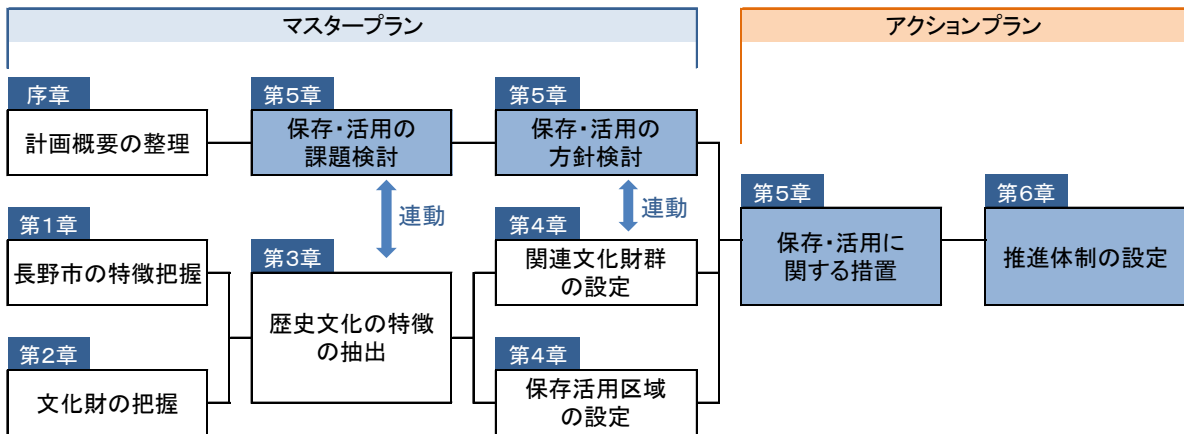 マスタープラン
アクションプラン
序章
計画概要の整理
第5章
保存・活用の
課題検討
第5章
保存・活用の
方針検討
連動
連動
第1章
長野市の特徴把握
第2章
文化財の把握
第3章
歴史文化の特徴
の抽出
第4章
関連文化財群
の設定
第4章
保存活用区域
の設定
第5章
保存・活用に
関する措置
第6章
推進体制の設定